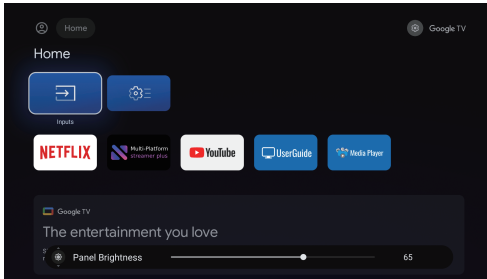 Home
Google TV
Home
Inputs
NETFLIX
Multi-Platform
streamer plus
YouTube
UserGuide
Media Player
Google TV
The entertainment you love
Panel Brightness
65